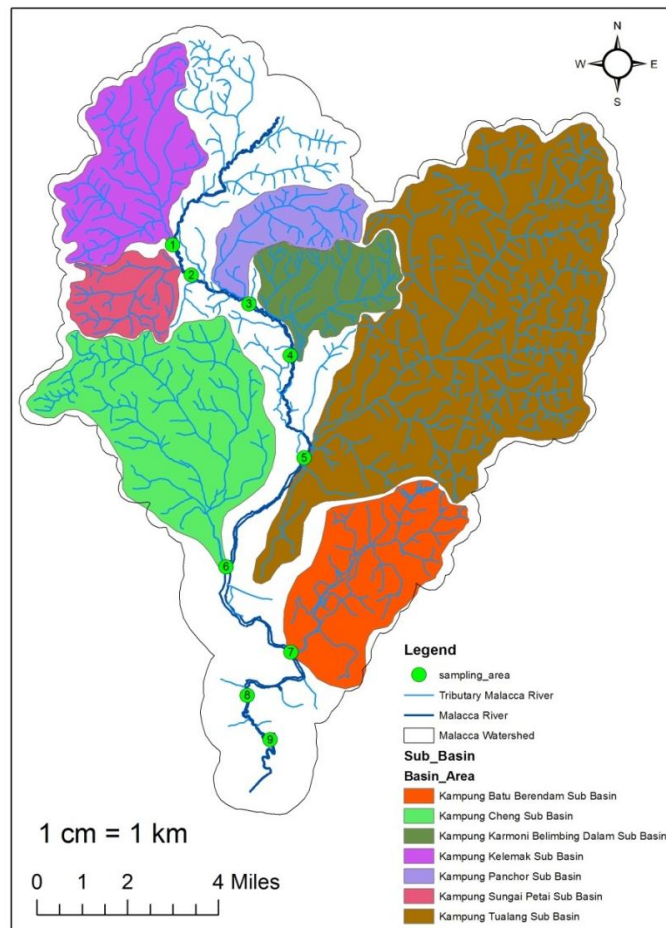 N
W E
S
1
2
3
4
5
6
7
8
9
Legend
sampling_area
Tributary Malacca River
Malacca River
Malacca Watershed
Sub_Basin
Basin_Area
Kampung Batu Berendam Sub Basin
Kampung Cheng Sub Basin
Kampung Karmoni Belimbing Dalam Sub Basin
Kampung Kelemak Sub Basin
Kampung Panchor Sub Basin
Kampung Sungai Petai Sub Basin
Kampung Tualang Sub Basin
1 cm = 1 km
0 1 2 4 Miles